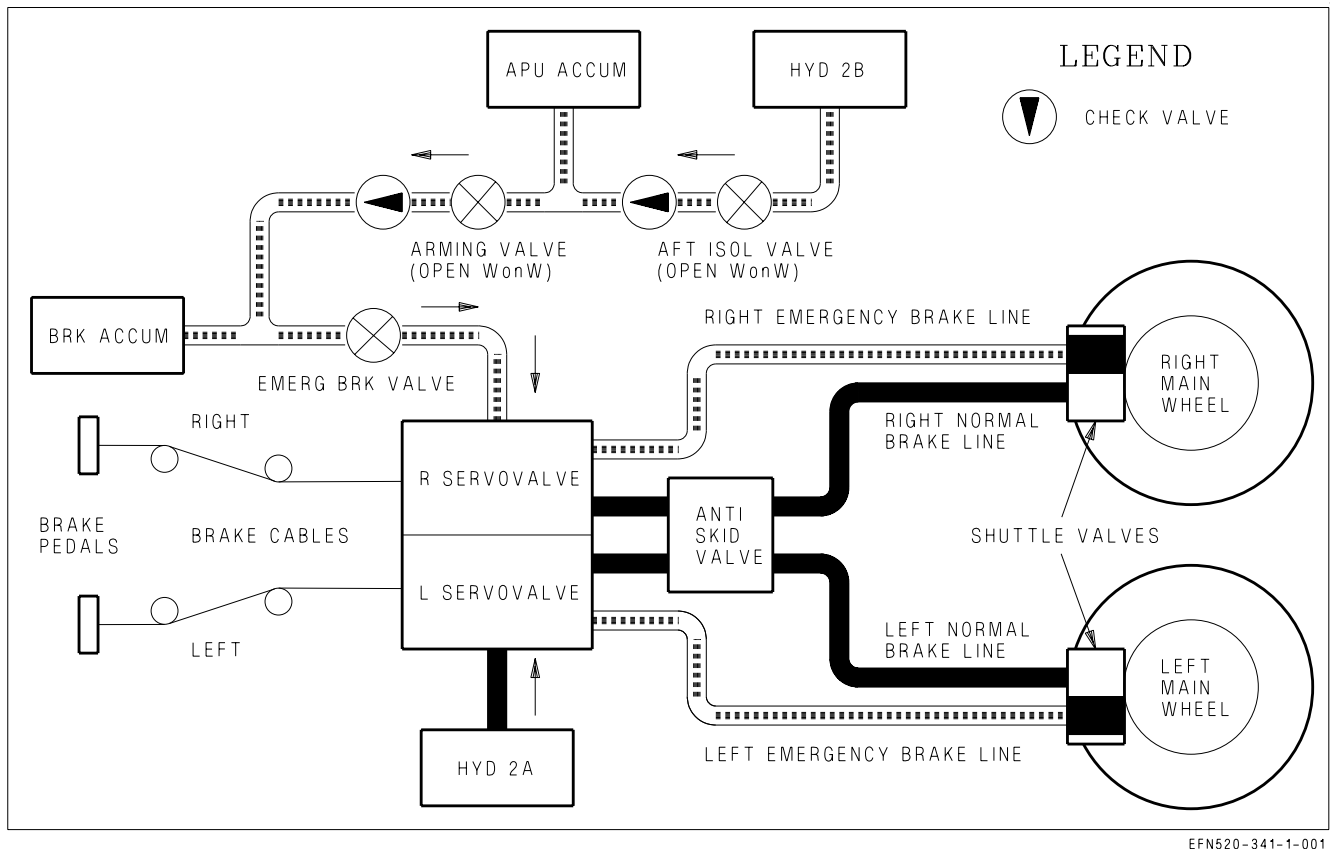 APU ACCUM
HYD 2B
LEGEND
CHECK VALVE
ARMING VALVE
(OPEN WonW)
AFT ISOL VALVE
(OPEN WonW)
BRK ACCUM
EMERG BRK VALVE
RIGHT EMERGENCY BRAKE LINE
RIGHT
MAIN
WHEEL
RIGHT NORMAL
BRAKE LINE
RIGHT
R SERVOVALVE
BRAKE
PEDALS
BRAKE CABLES
ANTI
SKID
VALVE
SHUTTLE VALVES
L SERVOVALVE
LEFT
LEFT NORMAL
BRAKE LINE
LEFT
MAIN
WHEEL
LEFT EMERGENCY BRAKE LINE
HYD 2A
EFN520-341-1-001